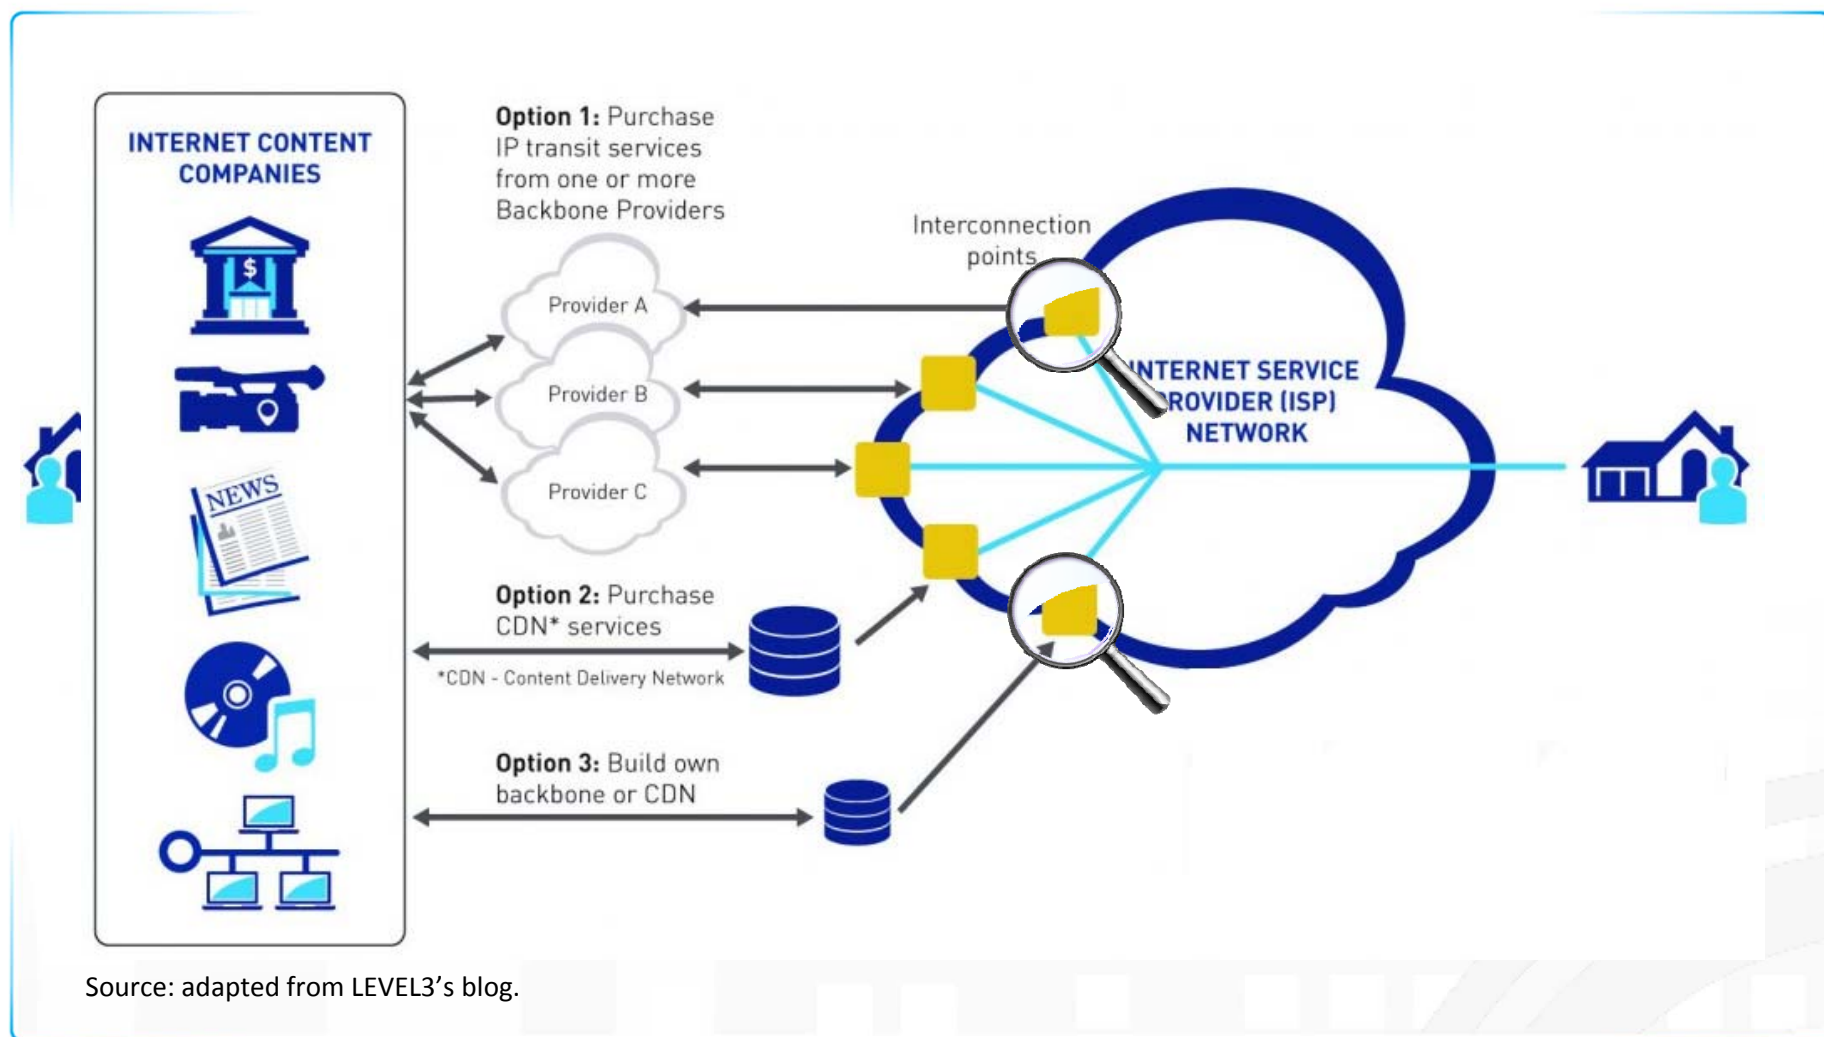 INTERNET CONTENT
COMPANIES
$
NEWS
Option 1: Purchase
IP transit services
from one or more
Backbone Providers
Provider A
Provider B
Provider C
Interconnection
points
INTERNET SERVICE
ROVIDER (ISP)
NETWORK
Option 2: Purchase
CDN* services
*CDN - Content Delivery Network
Option 3: Build own
backbone or CDN
Source: adapted from LEVEL3’s blog.